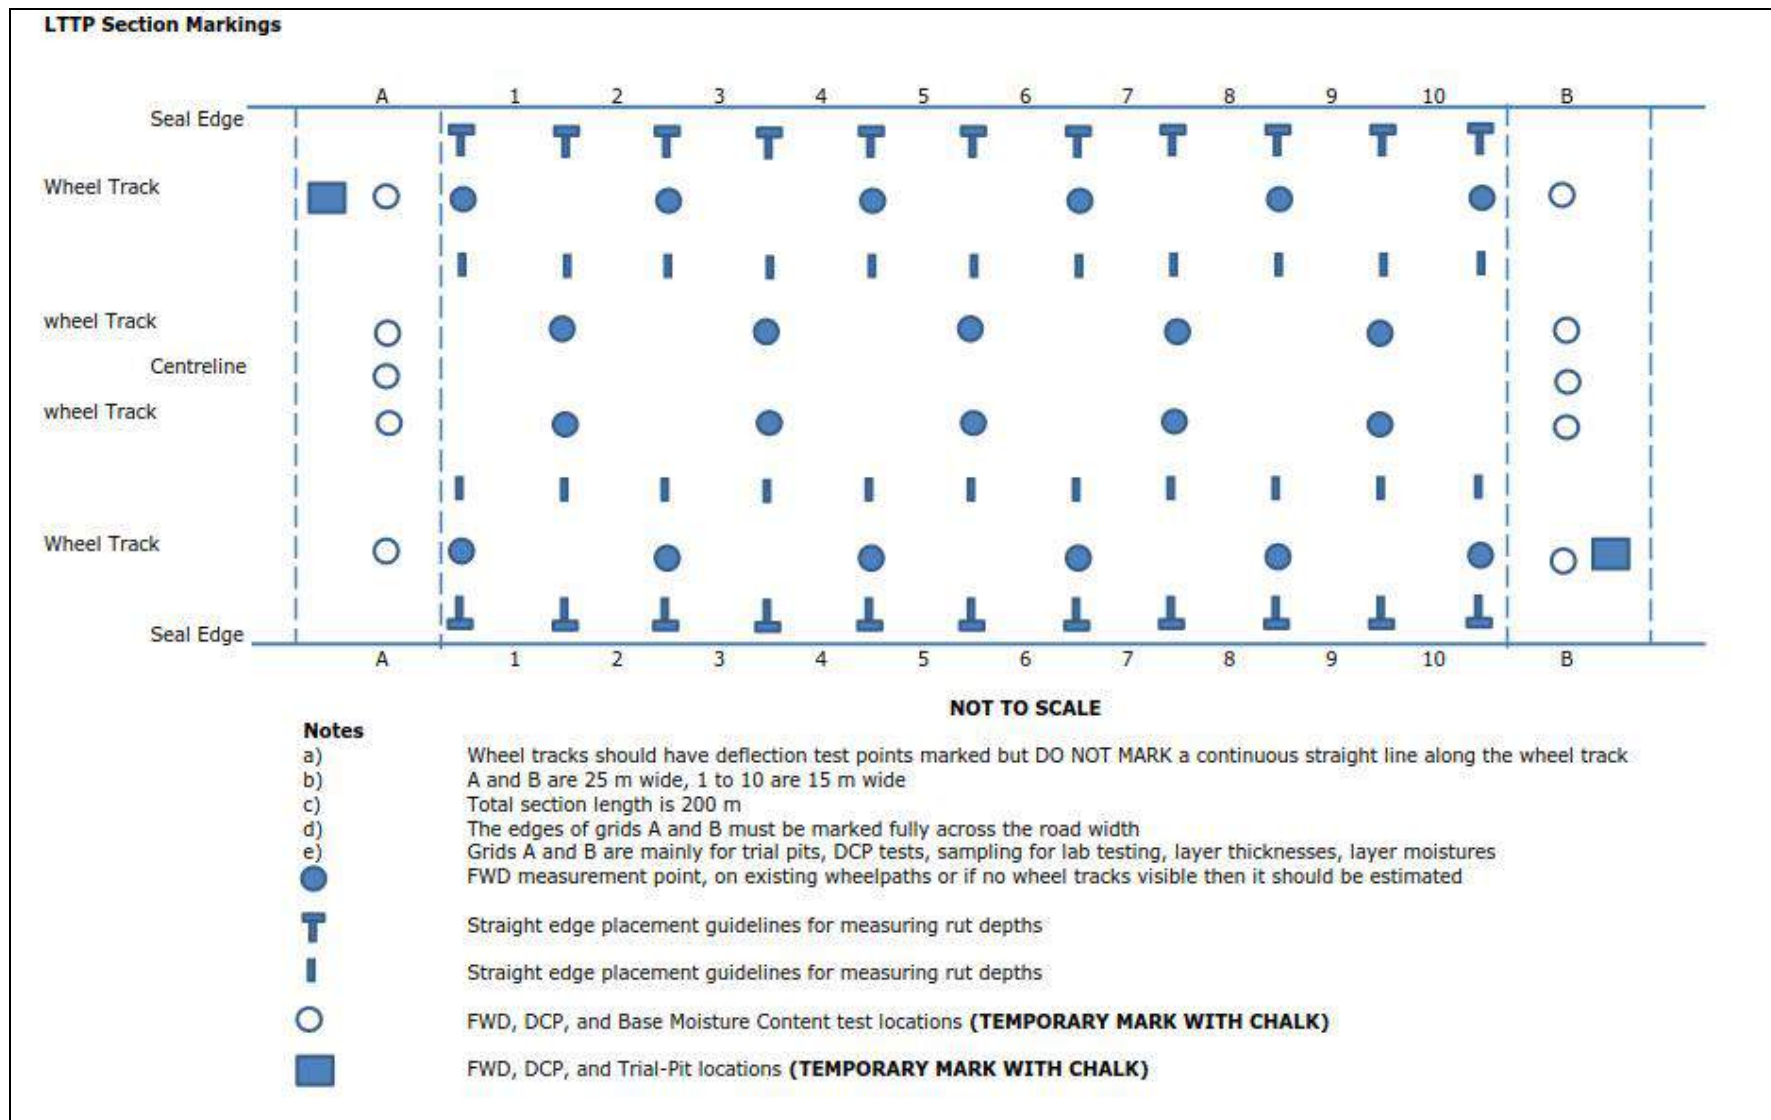 LTTP Section Markings
A 1 2 3 4 5 6 7 8 9 10 B
Seal Edge
Wheel Track
wheel Track
Centreline
wheel Track
Wheel Track
Seal Edge
A 1 2 3 4 5 6 7 8 9 10 B
NOT TO SCALE
Notes
a) Wheel tracks should have deflection test points marked but DO NOT MARK a continuous straight line along the wheel track
b) A and B are 25 m wide, 1 to 10 are 15 m wide
c) Total section length is 200 m
d) The edges of grids A and B must be marked fully across the road width
e) Grids A and B are mainly for trial pits, DCP tests, sampling for lab testing, layer thicknesses, layer moistures
FWD measurement point, on existing wheelpaths or if no wheel tracks visible then it should be estimated
Straight edge placement guidelines for measuring rut depths
Straight edge placement guidelines for measuring rut depths
FWD, DCP, and Base Moisture Content test locations (TEMPORARY MARK WITH CHALK)
FWD, DCP, and Trial-Pit locations (TEMPORARY MARK WITH CHALK)